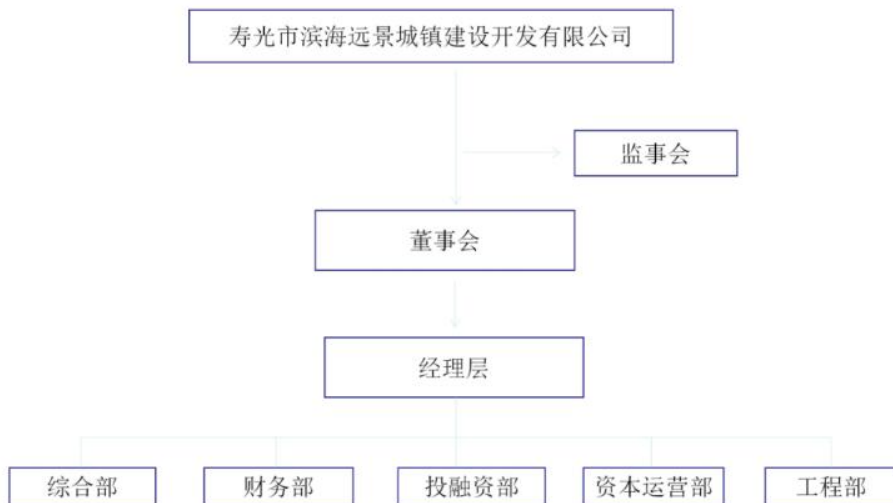 寿光市滨海远景城镇建设开发有限公司
监事会
董事会
经理层
综合部
财务部
投融资部
资本运营部
工程部